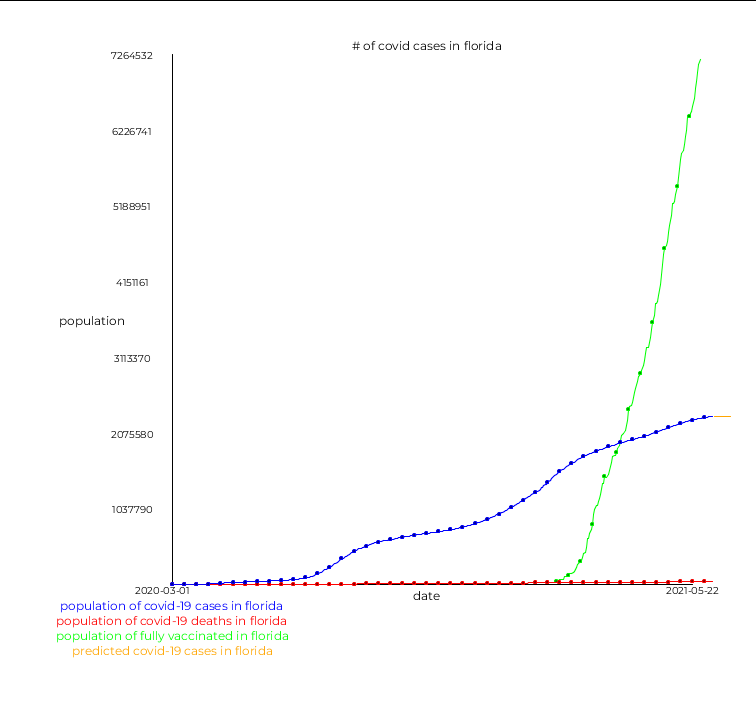 # of covid cases in florida
7264532
6226741
5188951
4151161
population
3113370
2075580
1037790
2020-03-01
2021-05-22
date
population of covid-19 cases in florida
population of covid-19 deaths in florida
population of fully vaccinated in florida
predicted covid-19 cases in florida